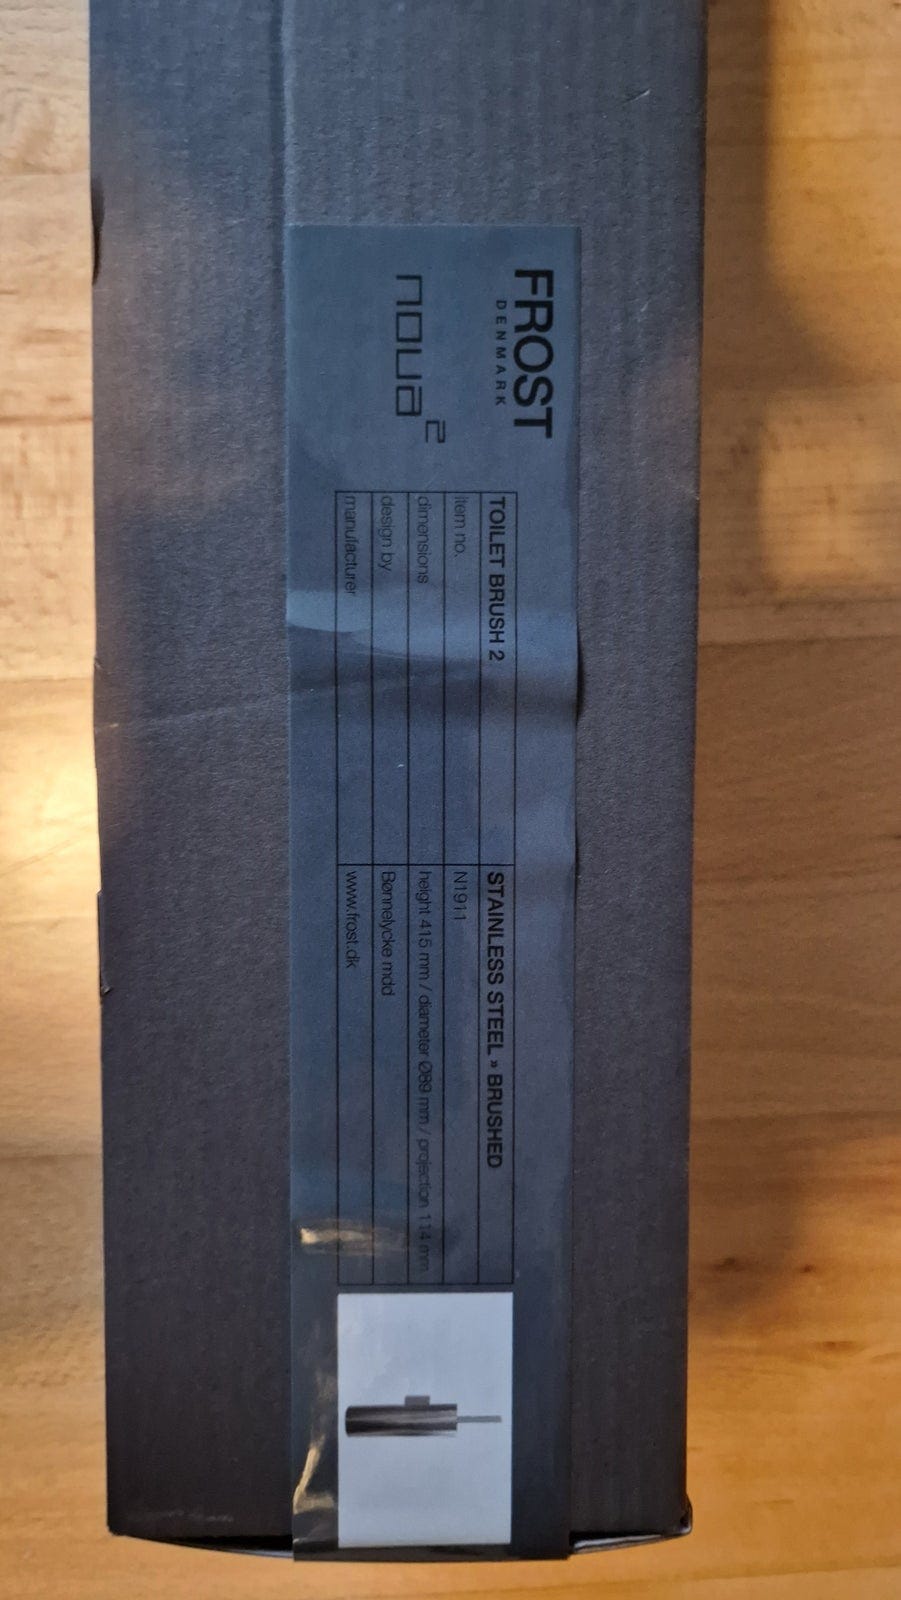 FROST
DENMARK
nova²
TOILET BRUSH 2 STAINLESS STEEL » BRUSHED
item no. N1911
dimensions height 415 mm / diameter Ø89 mm / projection 114 mm
design by Bønnelycke mdd
manufacturer www.frost.dk